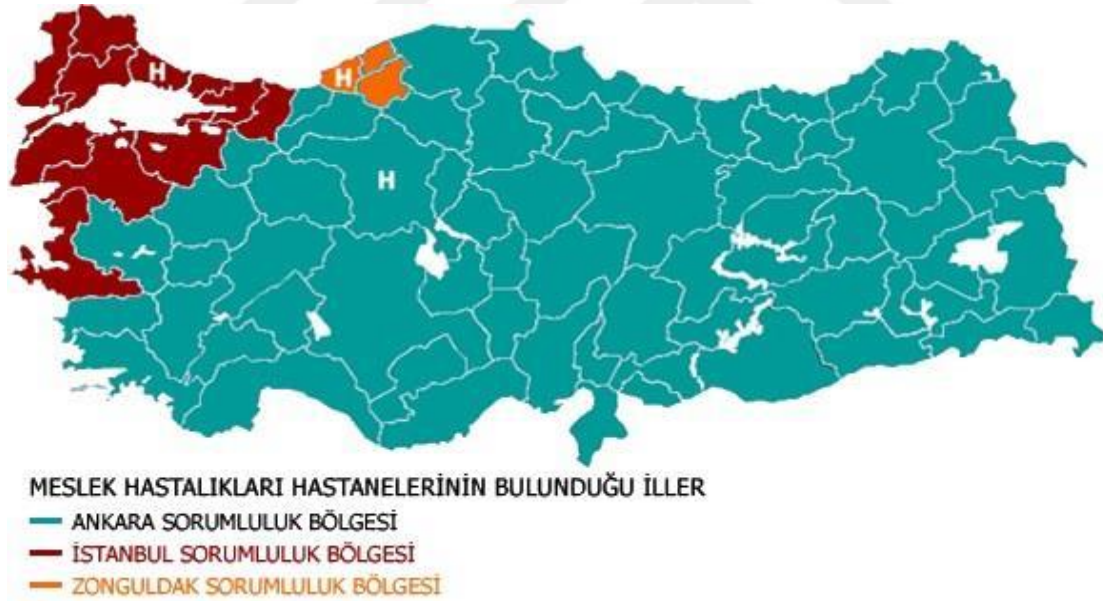 H
H
H
MESLEK HASTALIKLARI HASTANELERİNİN BULUNDUĞU İLLER
ANKARA SORUMLULUK BÖLGESİ
İSTANBUL SORUMLULUK BÖLGESİ
ZONGULDAK SORUMLULUK BÖLGESİ